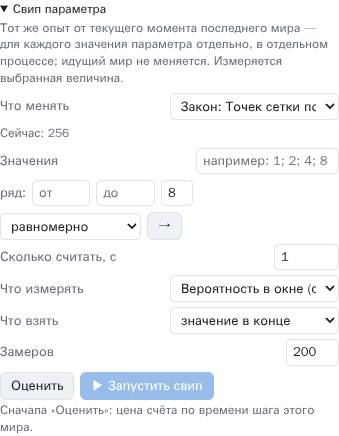 ▼ Свип параметра
Тот же опыт от текущего момента последнего мира —
для каждого значения параметра отдельно, в отдельном
процессе; идущий мир не меняется. Измеряется
выбранная величина.
Что менять
Закон: Точек сетки по
Сейчас: 256
Значения
например: 1; 2; 4; 8
ряд: от до 8
равномерно →
Сколько считать, с 1
Что измерять Вероятность в окне (с
Что взять значение в конце
Замеров 200
Оценить ▶ Запустить свип
Сначала «Оценить»: цена счёта по времени шага этого
мира.